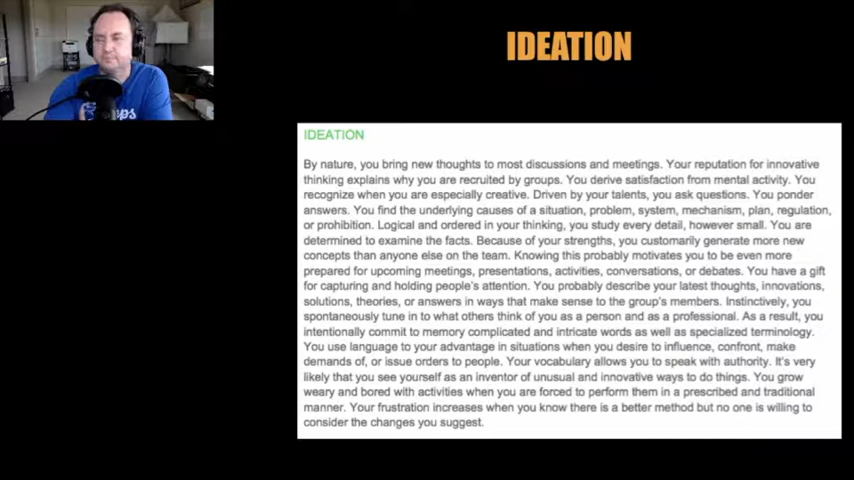 IDEATION
IDEATION
By nature, you bring new thoughts to most discussions and meetings. Your reputation for innovative
thinking explains why you are recruited by groups. You derive satisfaction from mental activity. You
recognize when you are especially creative. Driven by your talents, you ask questions. You ponder
answers. You find the underlying causes of a situation, problem, system, mechanism, plan, regulation,
or prohibition. Logical and ordered in your thinking, you study every detail, however small. You are
determined to examine the facts. Because of your strengths, you customarily generate more new
concepts than anyone else on the team. Knowing this probably motivates you to be even more
prepared for upcoming meetings, presentations, activities, conversations, or debates. You have a gift
for capturing and holding people's attention. You probably describe your latest thoughts, innovations,
solutions, theories, or answers in ways that make sense to the group's members. Instinctively, you
spontaneously tune in to what others think of you as a person and as a professional. As a result, you
intentionally commit to memory complicated and intricate words as well as specialized terminology.
You use language to your advantage in situations when you desire to influence, confront, make
demands of, or issue orders to people. Your vocabulary allows you to speak with authority. It's very
likely that you see yourself as an inventor of unusual and innovative ways to do things. You grow
weary and bored with activities when you are forced to perform them in a prescribed and traditional
manner. Your frustration increases when you know there is a better method but no one is willing to
consider the changes you suggest.